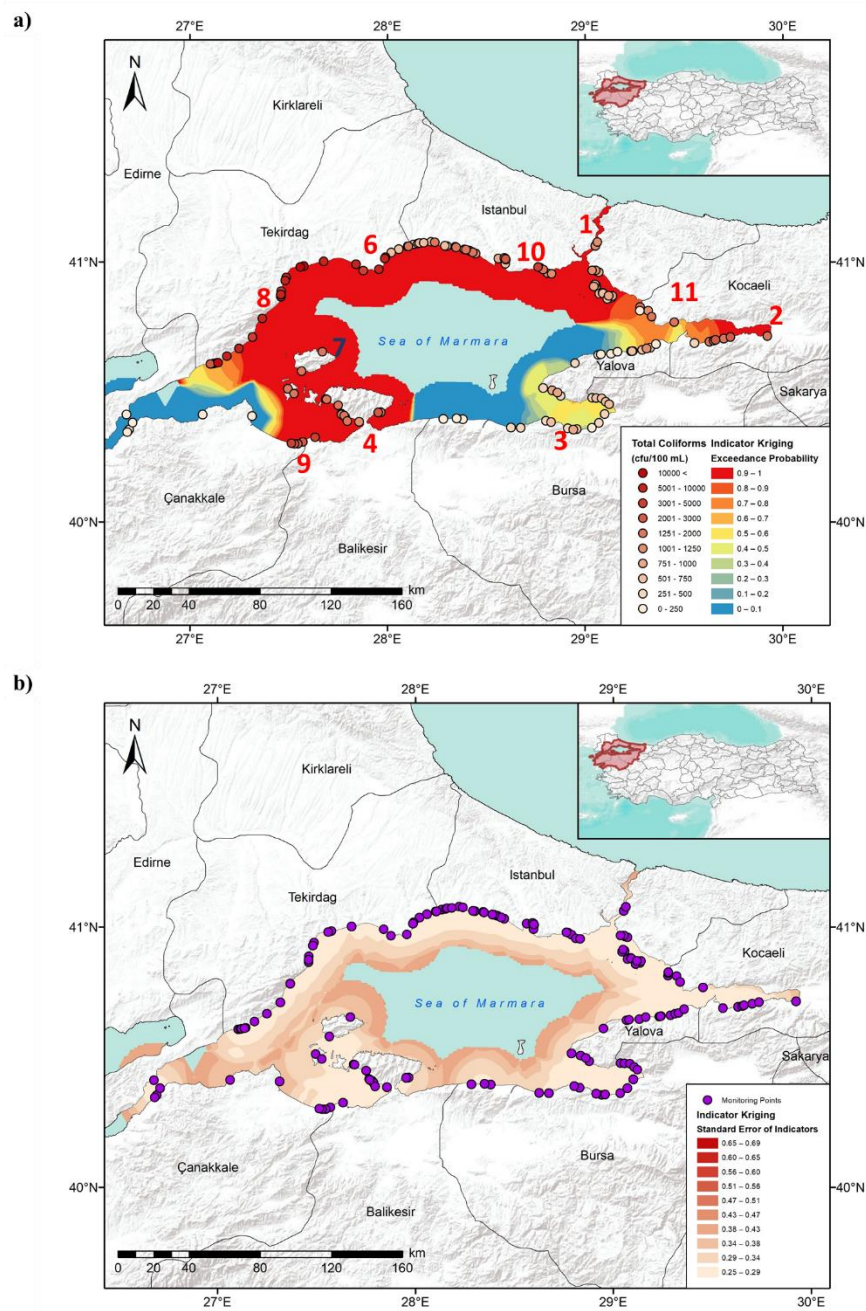 a)
27°E 28°E 29°E 30°E
N
Kirklareli
Edirne
Istanbul
1
Tekirdag
6
10
41°N 41°N
Kocaeli
11
8
2
Sea of Marmara
7
Yalova
Sakarya
4
3
9
Total Coliforms Indicator Kriging
(cfu/100 mL) Exceedance Probability
10000 < 0.9 – 1
5001 - 10000 0.8 – 0.9
3001 - 5000 0.7 – 0.8
2001 - 3000 0.6 – 0.7
1251 - 2000 0.5 – 0.6
1001 - 1250 0.4 – 0.5
751 - 1000 0.3 – 0.4
501 - 750 0.2 – 0.3
251 - 500 0.1 – 0.2
0 - 250 0 – 0.1
Çanakkale
Bursa
40°N 40°N
Balikesir
km
0 20 40 80 120 160
27°E 28°E 29°E 30°E
b)
27°E 28°E 29°E 30°E
N
Kirklareli
Edirne
Istanbul
Tekirdag
41°N 41°N
Kocaeli
Sea of Marmara
Yalova
Sakarya
Monitoring Points
Indicator Kriging
Standard Error of Indicators
0.65 – 0.69
0.60 – 0.65
0.56 – 0.60
0.51 – 0.56
0.47 – 0.51
0.43 – 0.47
0.38 – 0.43
0.34 – 0.38
0.29 – 0.34
0.25 – 0.29
Çanakkale
Bursa
40°N 40°N
Balikesir
km
0 10 20 40 80 120 160
27°E 28°E 29°E 30°E